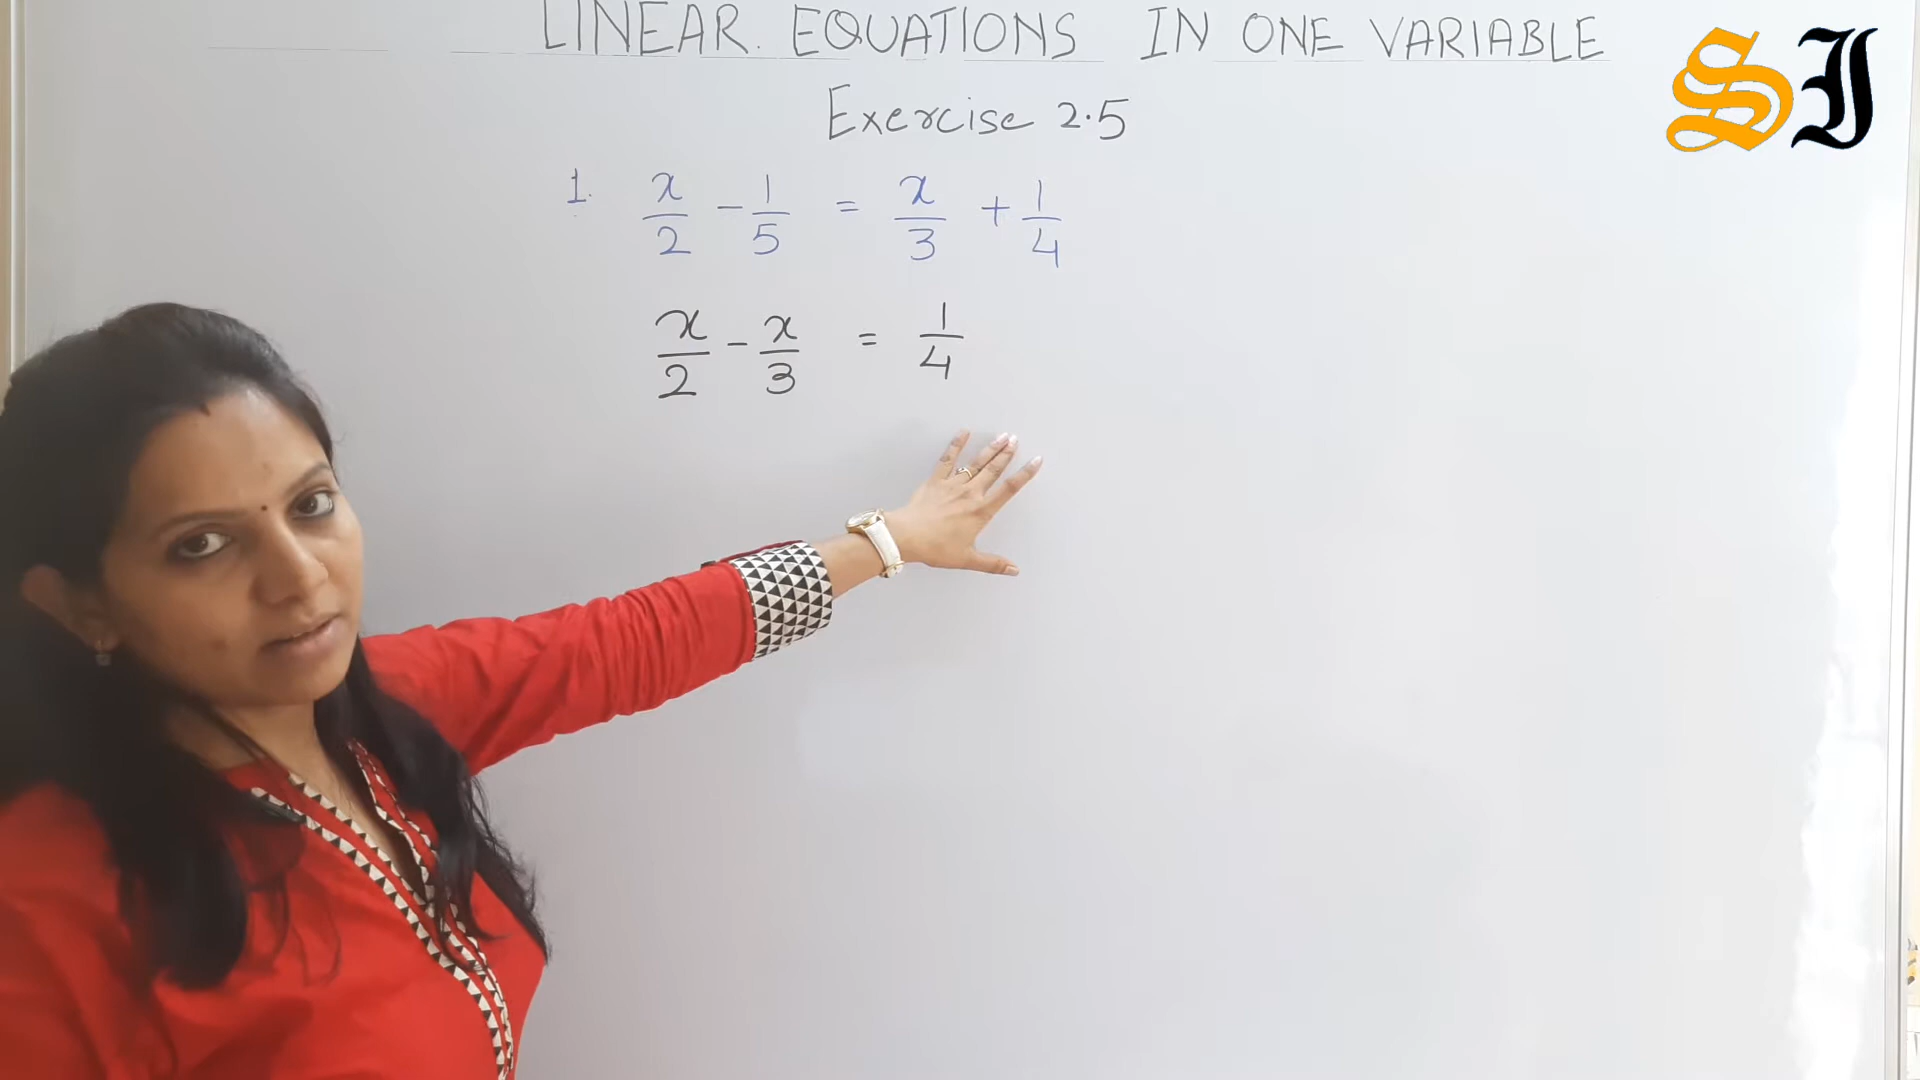 LINEAR. EQUATIONS IN ONE VARIABLE
SI
Exercise 2.5
1. x/2 - 1/5 = x/3 + 1/4
x/2 - x/3 = 1/4